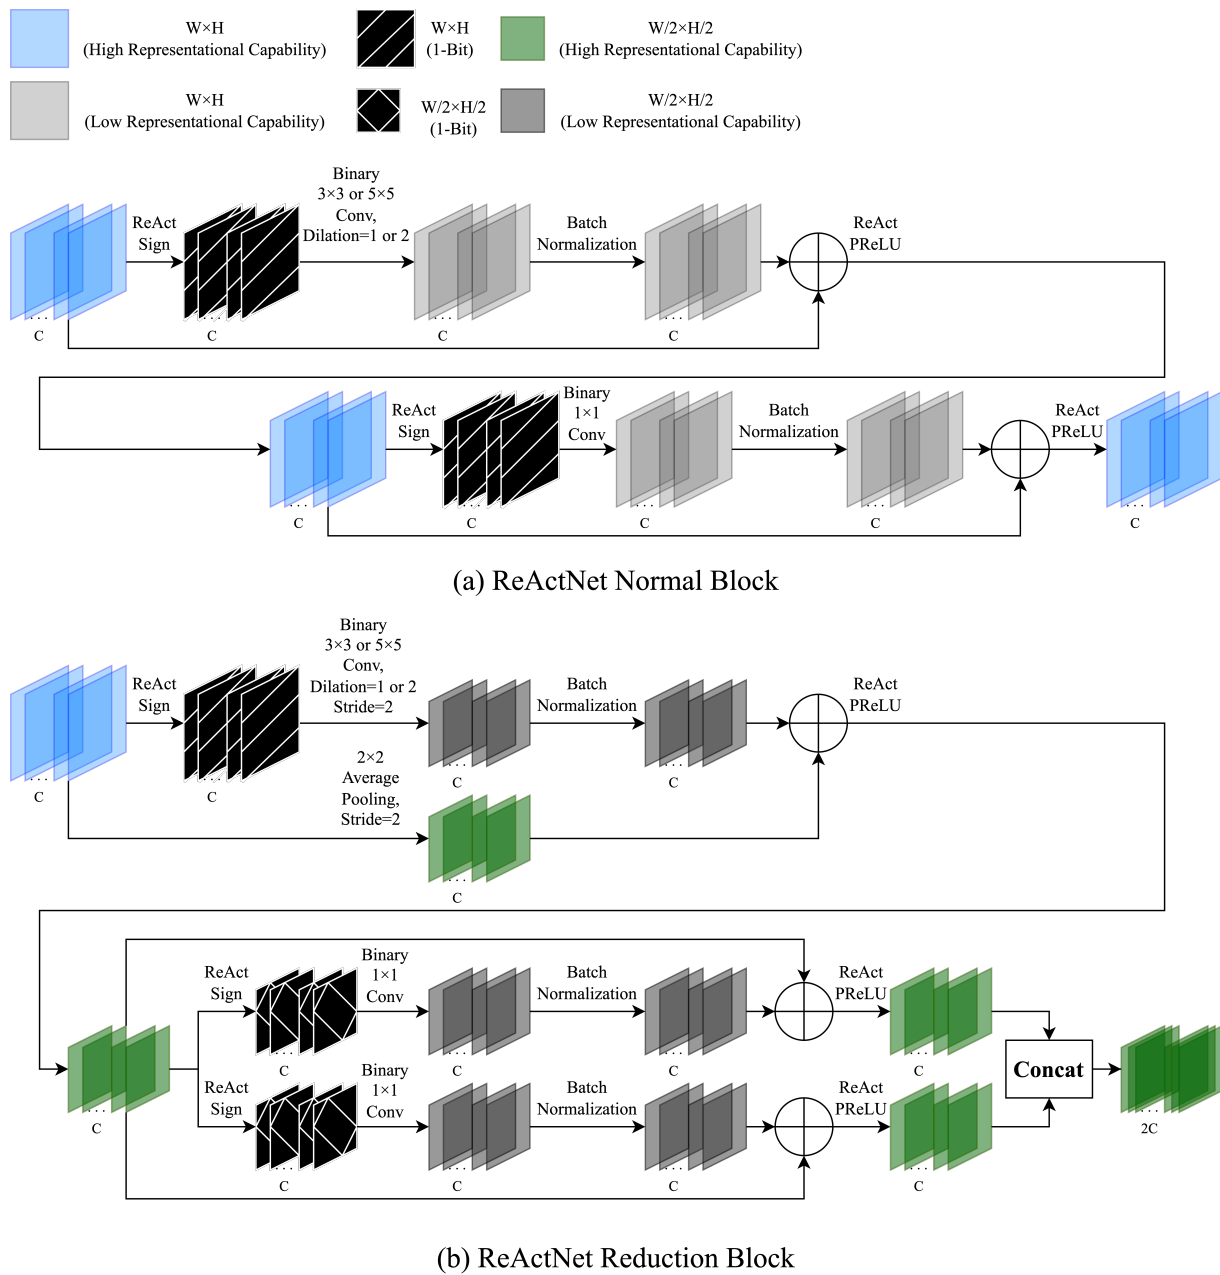 W×H
(High Representational Capability)
W×H
(1-Bit)
W/2×H/2
(High Representational Capability)
W×H
(Low Representational Capability)
W/2×H/2
(1-Bit)
W/2×H/2
(Low Representational Capability)
ReAct
Sign
Binary
3×3 or 5×5
Conv,
Dilation=1 or 2
Batch
Normalization
ReAct
PReLU
. . .
C
. . .
C
. . .
C
. . .
C
ReAct
Sign
Binary
1×1
Conv
Batch
Normalization
ReAct
PReLU
. . .
C
. . .
C
. . .
C
. . .
C
. . .
C
(a) ReActNet Normal Block
ReAct
Sign
Binary
3×3 or 5×5
Conv,
Dilation=1 or 2
Stride=2
Batch
Normalization
ReAct
PReLU
. . .
C
. . .
C
. . .
C
. . .
C
2×2
Average
Pooling,
Stride=2
. . .
C
ReAct
Sign
Binary
1×1
Conv
Batch
Normalization
ReAct
PReLU
. . .
C
. . .
C
. . .
C
. . .
C
. . .
C
ReAct
Sign
Binary
1×1
Conv
Batch
Normalization
ReAct
PReLU
. . .
C
. . .
C
. . .
C
. . .
C
Concat
. . .
2C
(b) ReActNet Reduction Block